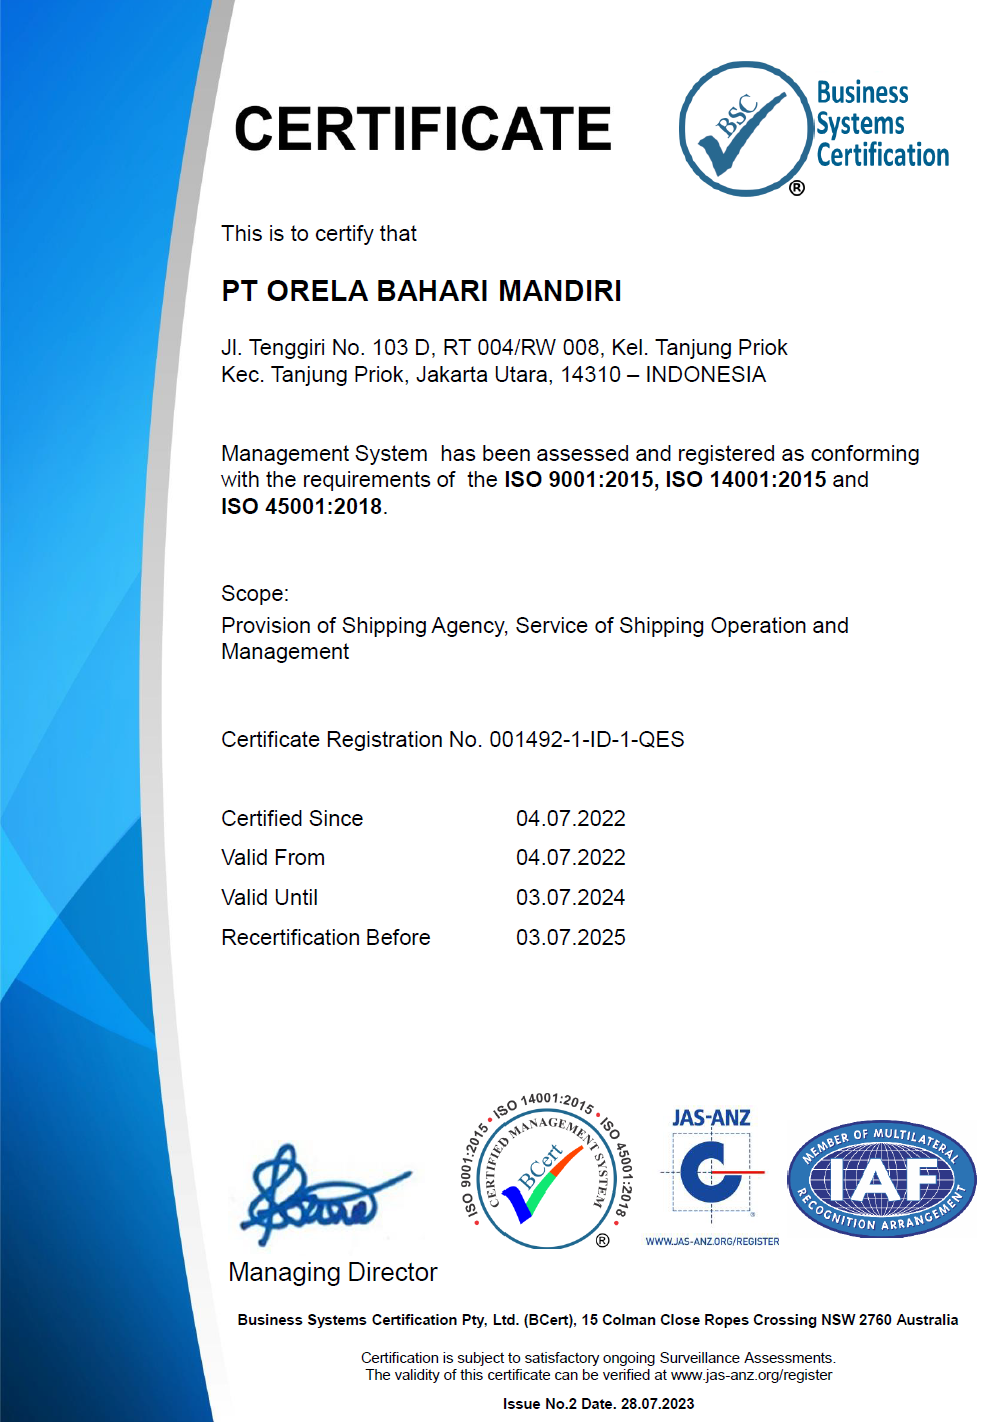 CERTIFICATE
BSC
Business
Systems
Certification
®
This is to certify that
PT ORELA BAHARI MANDIRI
Jl. Tenggiri No. 103 D, RT 004/RW 008, Kel. Tanjung Priok
Kec. Tanjung Priok, Jakarta Utara, 14310 – INDONESIA
Management System has been assessed and registered as conforming
with the requirements of the ISO 9001:2015, ISO 14001:2015 and
ISO 45001:2018.
Scope:
Provision of Shipping Agency, Service of Shipping Operation and
Management
Certificate Registration No. 001492-1-ID-1-QES
Certified Since 04.07.2022
Valid From 04.07.2022
Valid Until 03.07.2024
Recertification Before 03.07.2025
• ISO 9001:2015 • ISO 14001:2015 • ISO 45001:2018 •
CERTIFIED MANAGEMENT SYSTEM
BCert
®
JAS-ANZ
WWW.JAS-ANZ.ORG/REGISTER
MEMBER OF MULTILATERAL
IAF
RECOGNITION ARRANGEMENT
Managing Director
Business Systems Certification Pty, Ltd. (BCert), 15 Colman Close Ropes Crossing NSW 2760 Australia
Certification is subject to satisfactory ongoing Surveillance Assessments.
The validity of this certificate can be verified at www.jas-anz.org/register
Issue No.2 Date. 28.07.2023